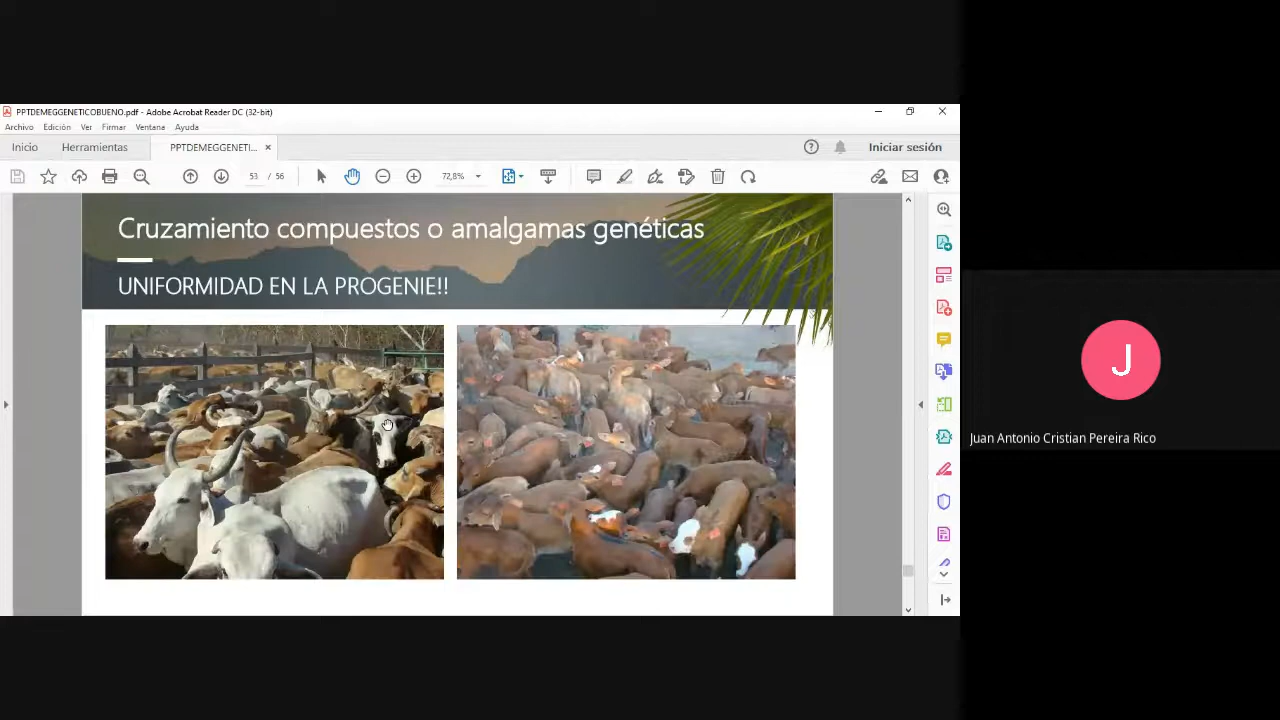 PPTDEMEGGENETICOBUENO.pdf - Adobe Acrobat Reader DC (32-bit)
Archivo Edición Ver Firmar Ventana Ayuda
Inicio Herramientas PPTDEMEGGENETI... × Iniciar sesión
53 / 56 72,8%
Cruzamiento compuestos o amalgamas genéticas
UNIFORMIDAD EN LA PROGENIE!!
J
Juan Antonio Cristian Pereira Rico